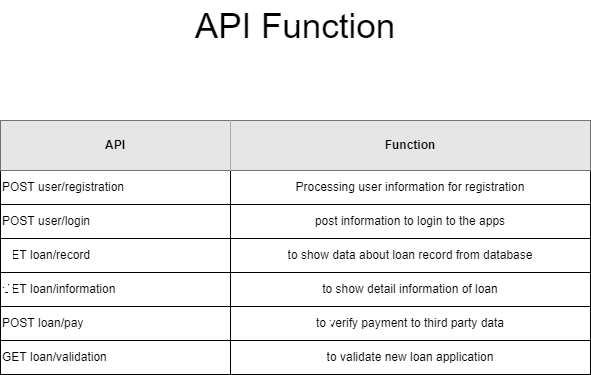 API Function
API Function
POST user/registration Processing user information for registration
POST user/login post information to login to the apps
ET loan/record to show data about loan record from database
ET loan/information to show detail information of loan
POST loan/pay to verify payment to third party data
GET loan/validation to validate new loan application